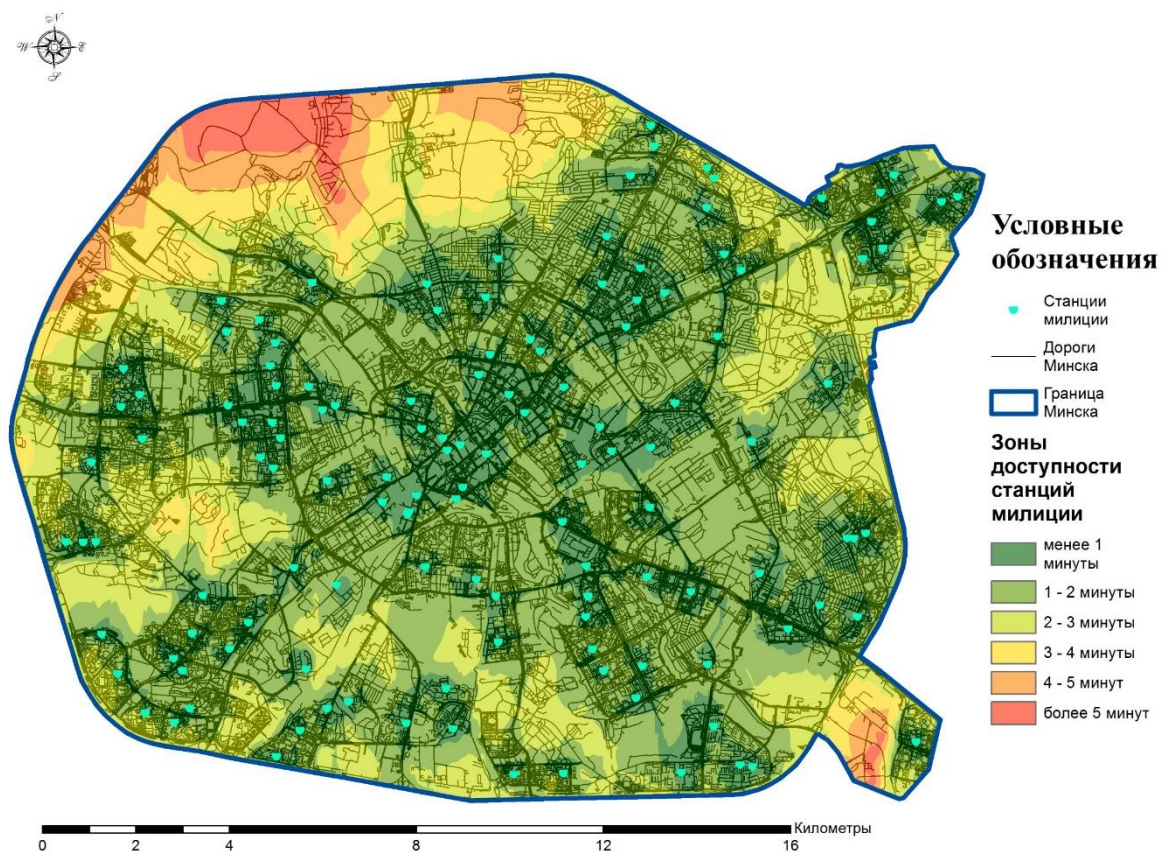 N
W E
S
Условные
обозначения
Станции
милиции
Дороги
Минска
Граница
Минска
Зоны
доступности
станций
милиции
менее 1
минуты
1 - 2 минуты
2 - 3 минуты
3 - 4 минуты
4 - 5 минут
более 5 минут
Километры
0 2 4 8 12 16